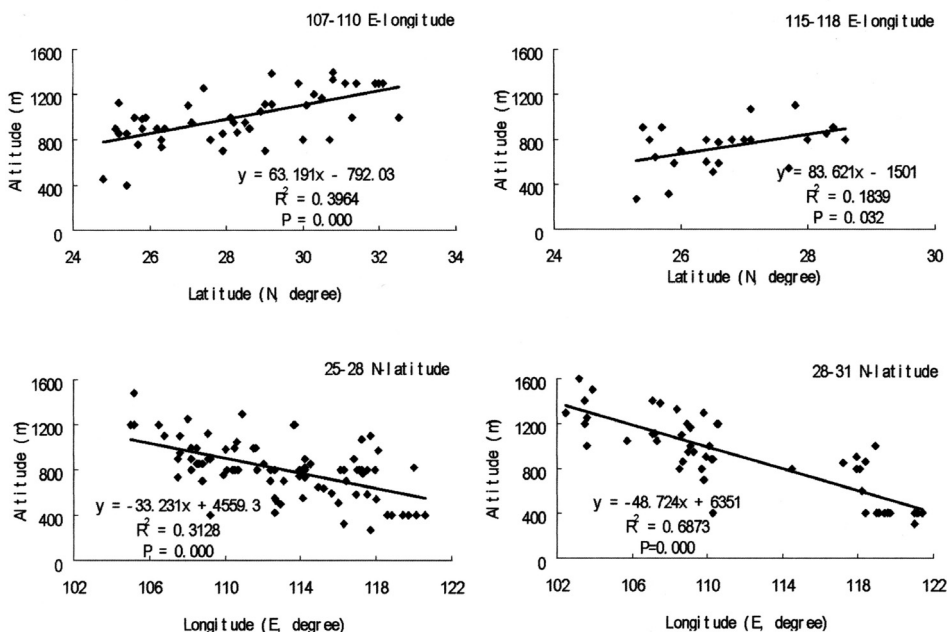 107-110 E-longitude
1600
1200
800
400
0
Altitude (m)
y = 63.191x - 792.03
R² = 0.3964
P = 0.000
24 26 28 30 32 34
Latitude (N, degree)
115-118 E-longitude
1600
1200
800
400
0
Altitude (m)
y = 83.621x - 1501
R² = 0.1839
P = 0.032
24 26 28 30
Latitude (N, degree)
25-28 N-latitude
1600
1200
800
400
0
Altitude (m)
y = -33.231x + 4559.3
R² = 0.3128
P = 0.000
102 106 110 114 118 122
Longitude (E, degree)
28-31 N-latitude
1600
1200
800
400
0
Altitude (m)
y = -48.724x + 6351
R² = 0.6873
P=0.000
102 106 110 114 118 122
Longitude (E, degree)